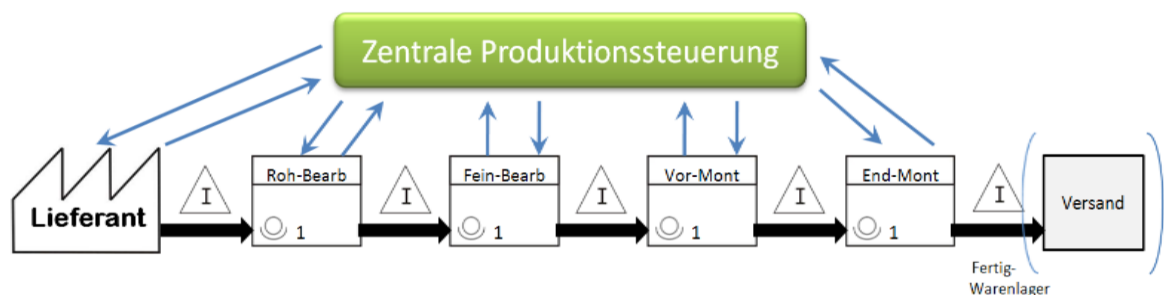 Zentrale Produktionssteuerung
Lieferant
I
Roh-Bearb
1
I
Fein-Bearb
1
I
Vor-Mont
1
I
End-Mont
1
I
Fertig-
Warenlager
Versand